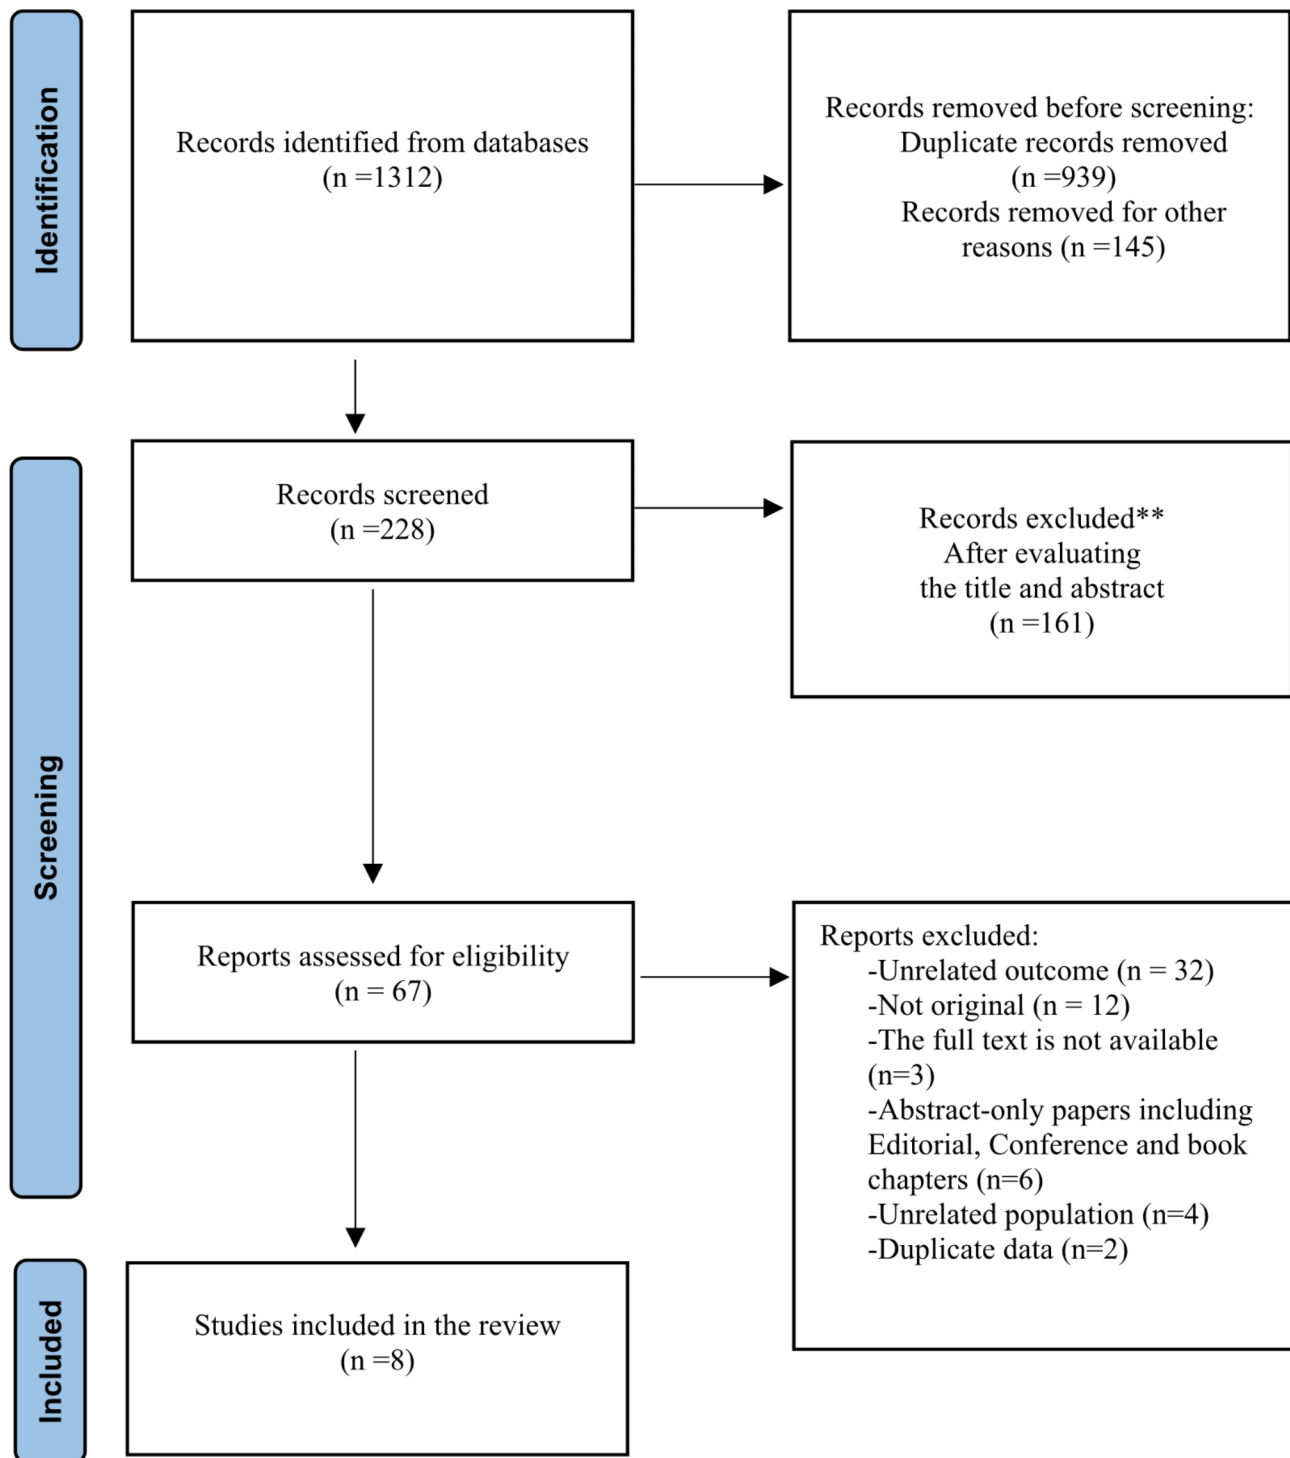 Identification
Records identified from databases
(n =1312)
Records removed before screening:
Duplicate records removed
(n =939)
Records removed for other
reasons (n =145)
Screening
Records screened
(n =228)
Records excluded**
After evaluating
the title and abstract
(n =161)
Reports assessed for eligibility
(n = 67)
Reports excluded:
-Unrelated outcome (n = 32)
-Not original (n = 12)
-The full text is not available
(n=3)
-Abstract-only papers including
Editorial, Conference and book
chapters (n=6)
-Unrelated population (n=4)
-Duplicate data (n=2)
Included
Studies included in the review
(n =8)